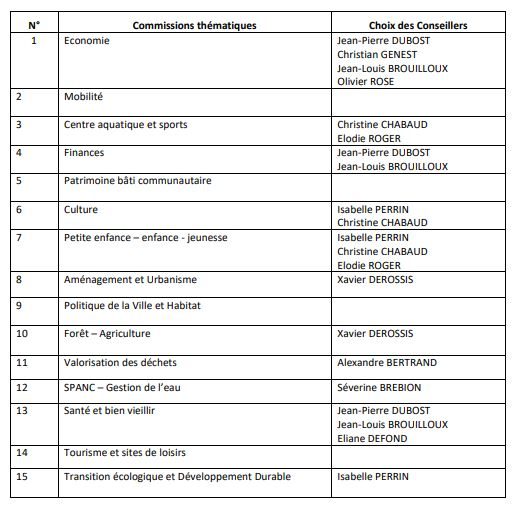 N° Commissions thématiques Choix des Conseillers
1 Economie Jean-Pierre DUBOST
Christian GENEST
Jean-Louis BROUILLOUX
Olivier ROSE
2 Mobilité
3 Centre aquatique et sports Christine CHABAUD
Elodie ROGER
4 Finances Jean-Pierre DUBOST
Jean-Louis BROUILLOUX
5 Patrimoine bâti communautaire
6 Culture Isabelle PERRIN
Christine CHABAUD
7 Petite enfance – enfance - jeunesse Isabelle PERRIN
Christine CHABAUD
Elodie ROGER
8 Aménagement et Urbanisme Xavier DEROSSIS
9 Politique de la Ville et Habitat
10 Forêt – Agriculture Xavier DEROSSIS
11 Valorisation des déchets Alexandre BERTRAND
12 SPANC – Gestion de l'eau Séverine BREBION
13 Santé et bien vieillir Jean-Pierre DUBOST
Jean-Louis BROUILLOUX
Eliane DEFOND
14 Tourisme et sites de loisirs
15 Transition écologique et Développement Durable Isabelle PERRIN